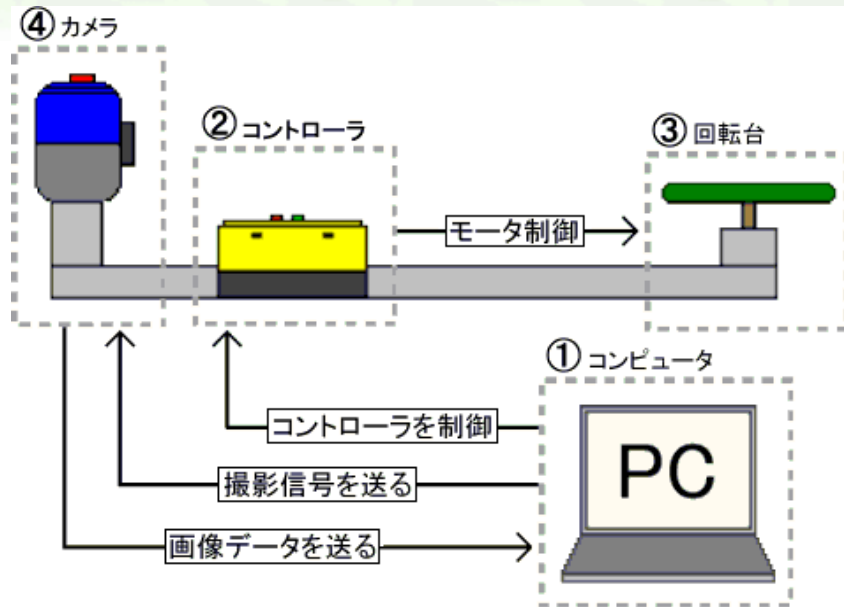 ④ カメラ
② コントローラ
③ 回転台
モータ制御
① コンピュータ
コントローラを制御
PC
撮影信号を送る
画像データを送る